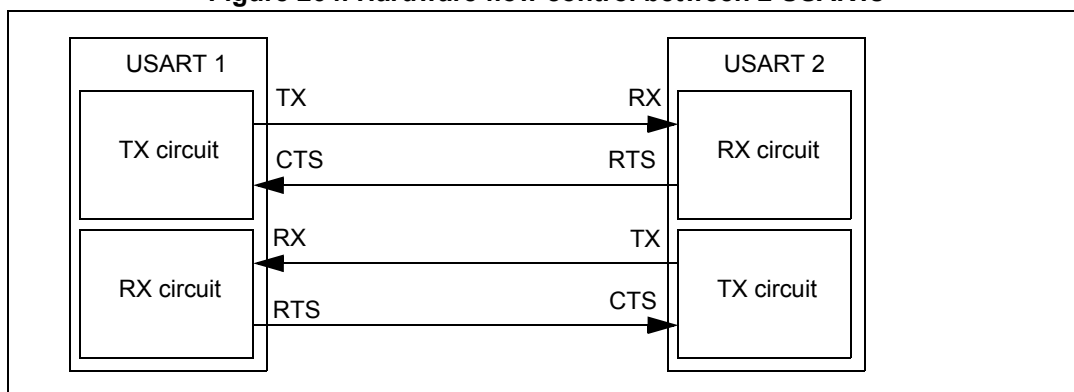 USART 1
USART 2
TX
RX
TX circuit
RX circuit
CTS
RTS
RX
TX
RX circuit
TX circuit
RTS
CTS